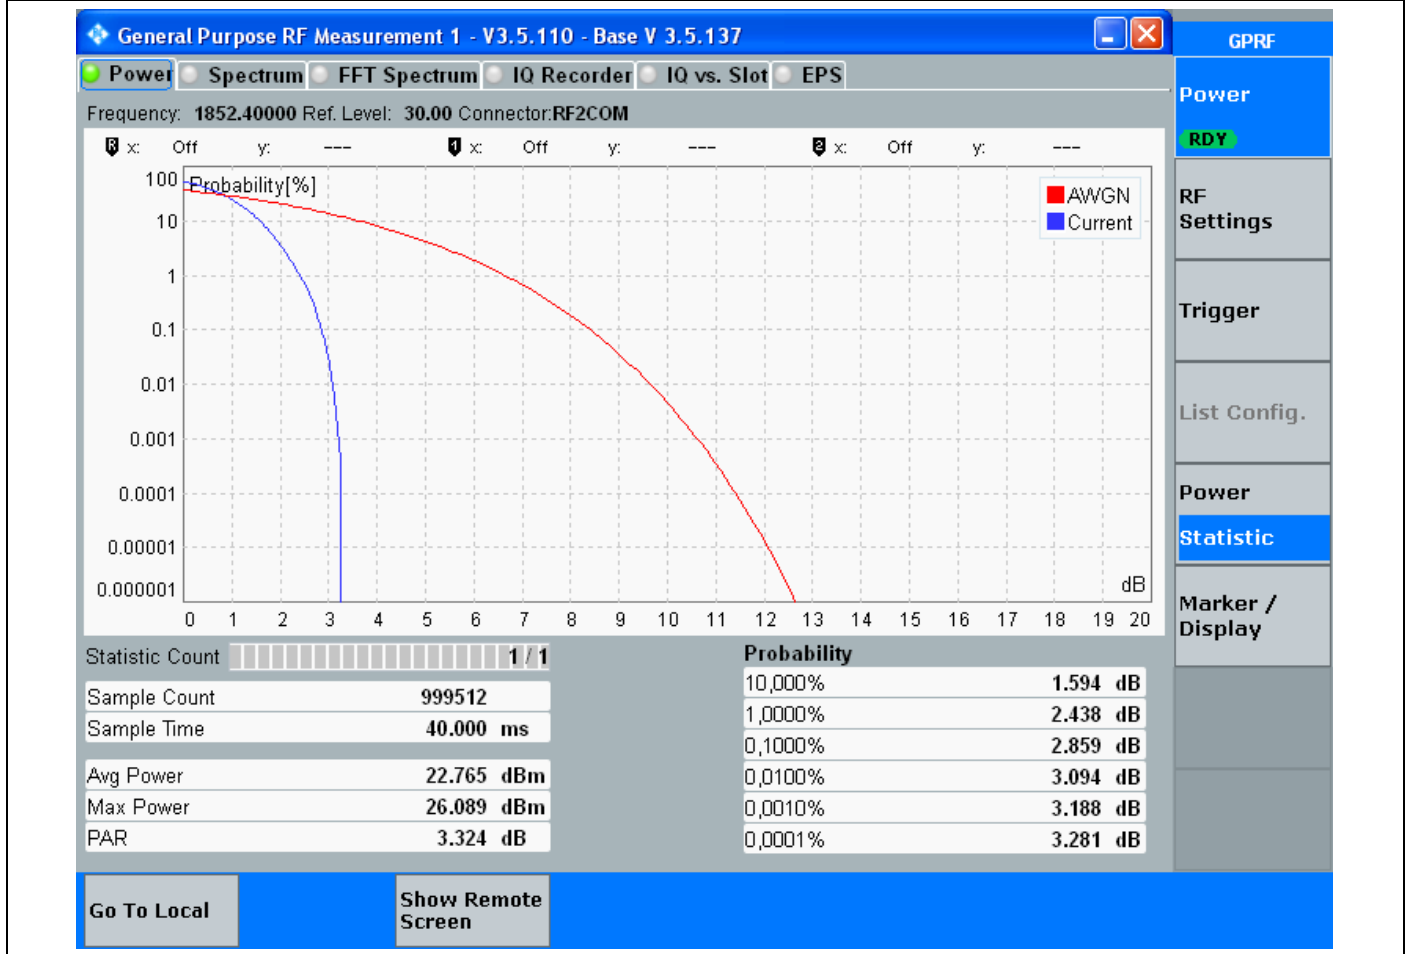 General Purpose RF Measurement 1 - V3.5.110 - Base V 3.5.137
GPRF
Power Spectrum FFT Spectrum IQ Recorder IQ vs. Slot EPS
Frequency: 1852.40000 Ref. Level: 30.00 Connector:RF2COM
R x: Off y: --- 1 x: Off y: --- 2 x: Off y: ---
Probability[%]
AWGN
Current
100
10
1
0.1
0.01
0.001
0.0001
0.00001
0.000001
dB
0 1 2 3 4 5 6 7 8 9 10 11 12 13 14 15 16 17 18 19 20
Statistic Count 1 / 1
Sample Count 999512
Sample Time 40.000 ms
Avg Power 22.765 dBm
Max Power 26.089 dBm
PAR 3.324 dB
Probability
10,000% 1.594 dB
1,0000% 2.438 dB
0,1000% 2.859 dB
0,0100% 3.094 dB
0,0010% 3.188 dB
0,0001% 3.281 dB
Power
RDY
RF
Settings
Trigger
List Config.
Power
Statistic
Marker /
Display
Go To Local
Show Remote
Screen